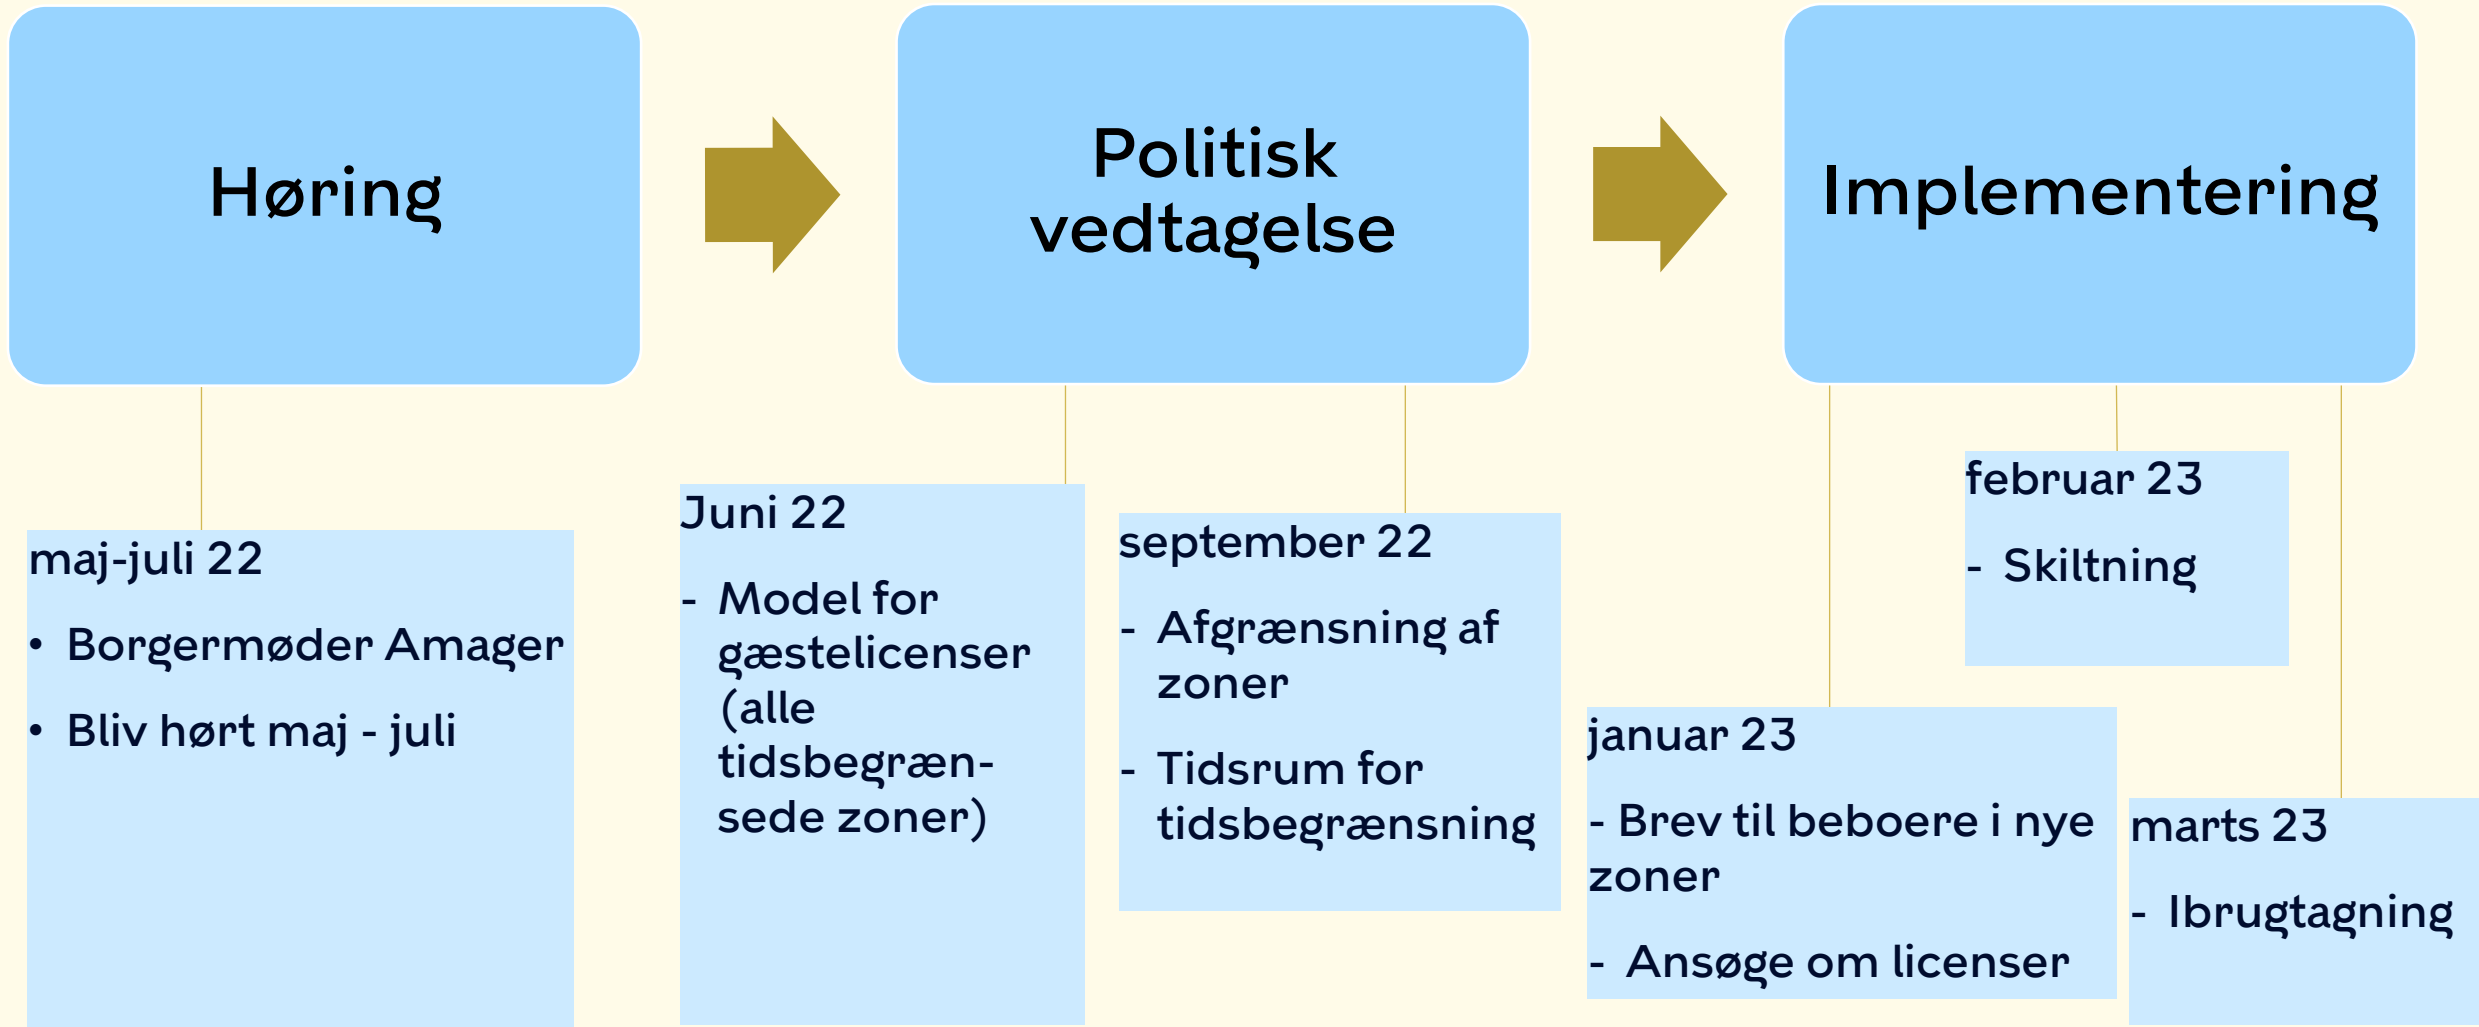 Høring
Politisk
vedtagelse
Implementering
maj-juli 22
• Borgermøder Amager
• Bliv hørt maj - juli
Juni 22
- Model for
gæstelicenser
(alle
tidsbegræn-
sede zoner)
september 22
- Afgrænsning af
zoner
- Tidsrum for
tidsbegrænsning
januar 23
- Brev til beboere i nye
zoner
- Ansøge om licenser
februar 23
- Skiltning
marts 23
- Ibrugtagning